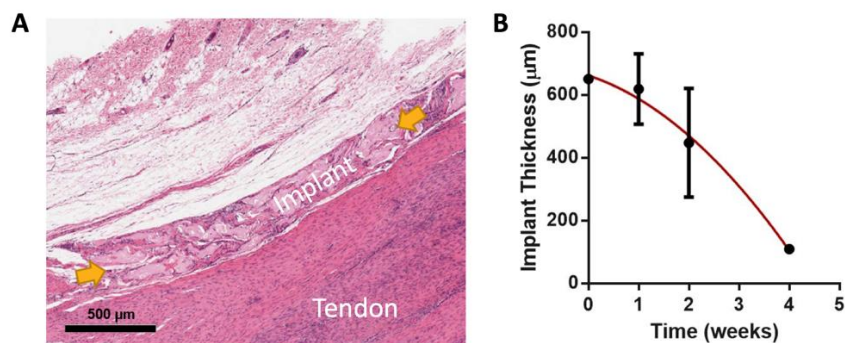 A
Implant
Tendon
500 µm
B
Implant Thickness (µm)
800
600
400
200
0
0 1 2 3 4 5
Time (weeks)